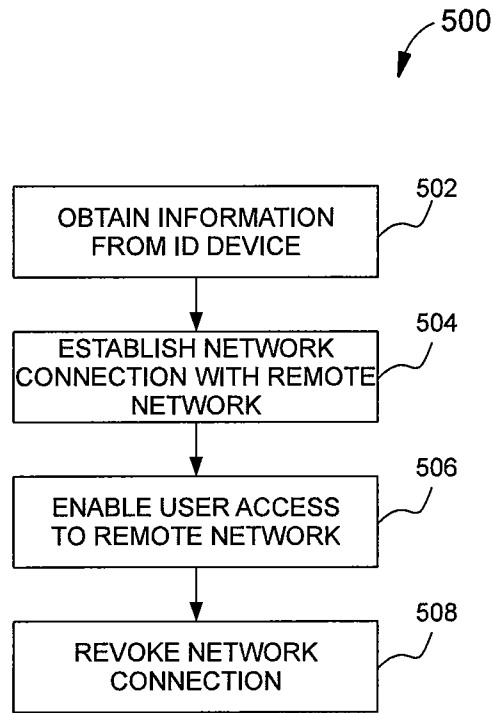 500
502
OBTAIN INFORMATION
FROM ID DEVICE
504
ESTABLISH NETWORK
CONNECTION WITH REMOTE
NETWORK
506
ENABLE USER ACCESS
TO REMOTE NETWORK
508
REVOKE NETWORK
CONNECTION